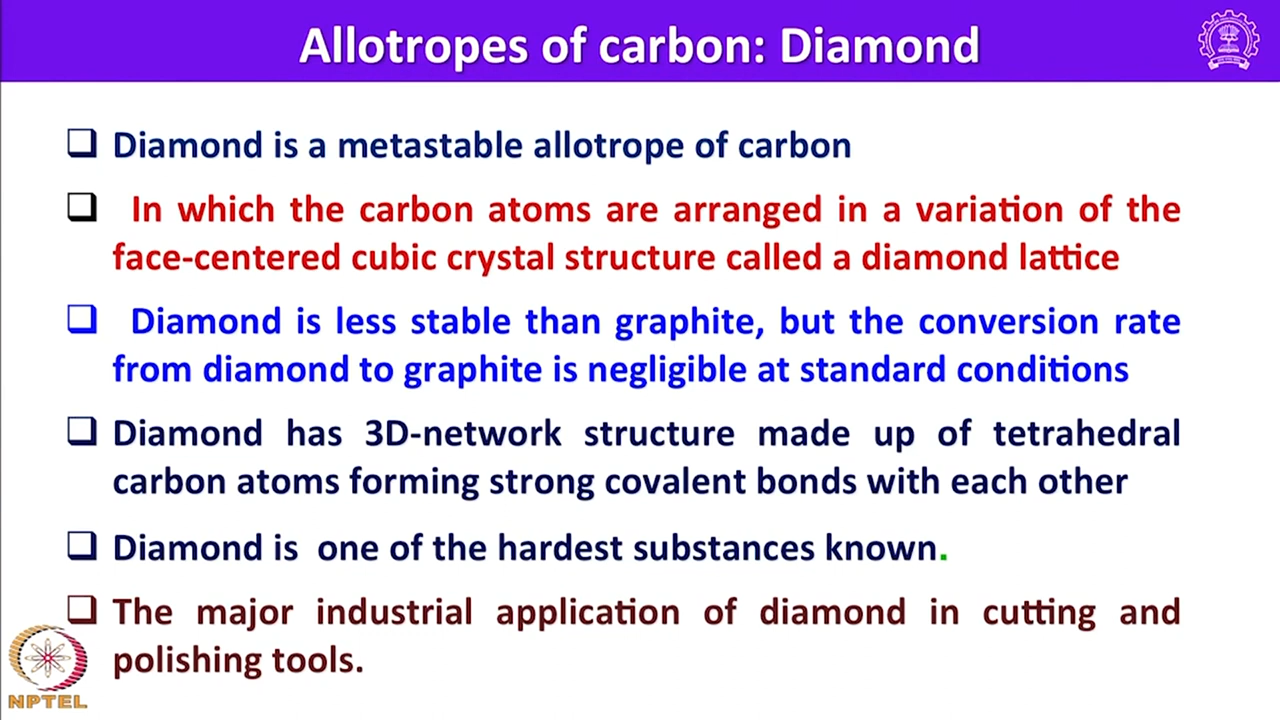 Allotropes of carbon: Diamond
❑ Diamond is a metastable allotrope of carbon
❑ In which the carbon atoms are arranged in a variation of the
face-centered cubic crystal structure called a diamond lattice
❑ Diamond is less stable than graphite, but the conversion rate
from diamond to graphite is negligible at standard conditions
❑ Diamond has 3D-network structure made up of tetrahedral
carbon atoms forming strong covalent bonds with each other
❑ Diamond is one of the hardest substances known.
❑ The major industrial application of diamond in cutting and
polishing tools.
NPTEL